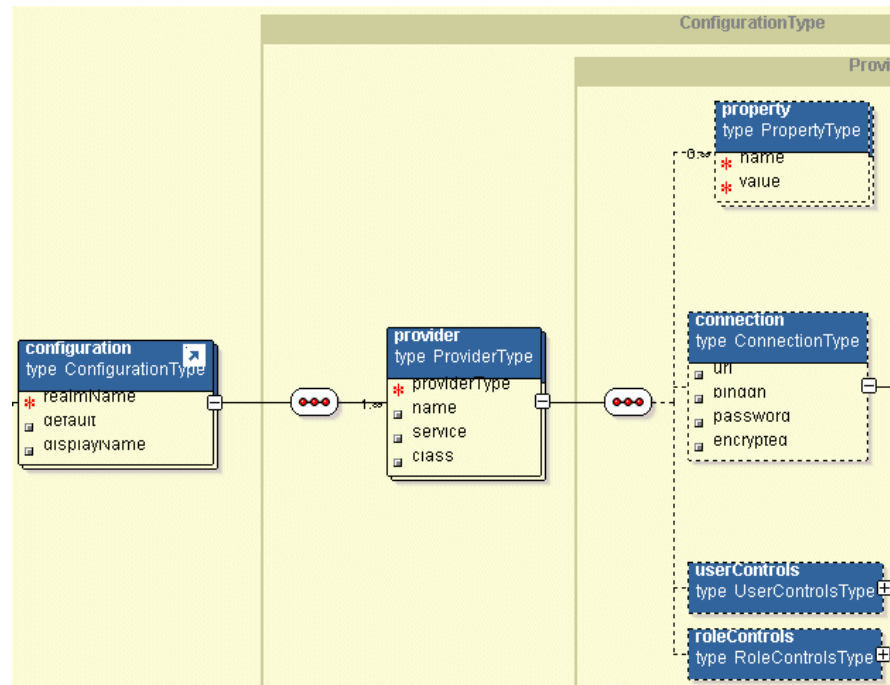 ConfigurationType
Provi
property
type PropertyType
0..∞
name
value
configuration
type ConfigurationType
realmName
default
displayName
provider
type ProviderType
1..∞
providerType
name
service
class
connection
type ConnectionType
url
binddn
password
encrypted
userControls
type UserControlsType
roleControls
type RoleControlsType